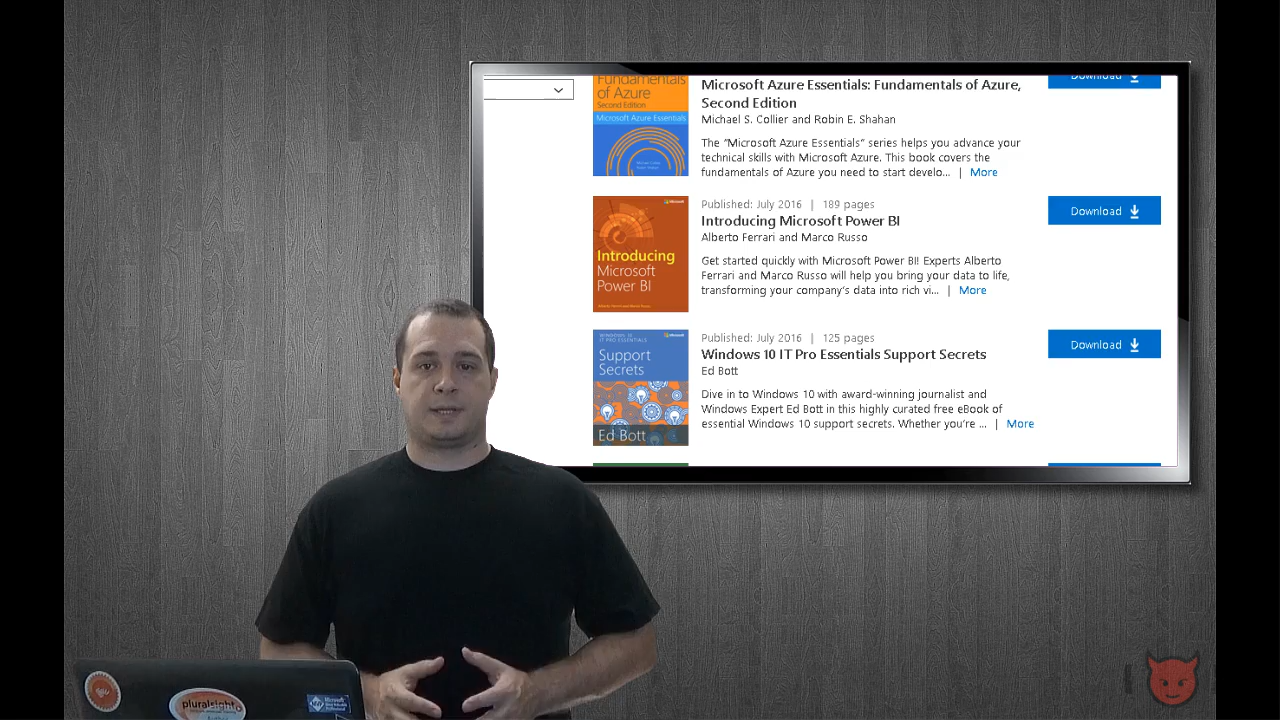 Fundamentals
of Azure
Second Edition
Microsoft Azure Essentials
Microsoft Azure Essentials: Fundamentals of Azure,
Second Edition
Michael S. Collier and Robin E. Shahan
The "Microsoft Azure Essentials" series helps you advance your
technical skills with Microsoft Azure. This book covers the
fundamentals of Azure you need to start develo... | More
Download
Introducing
Microsoft
Power BI
Published: July 2016 | 189 pages
Introducing Microsoft Power BI
Alberto Ferrari and Marco Russo
Get started quickly with Microsoft Power BI! Experts Alberto
Ferrari and Marco Russo will help you bring your data to life,
transforming your company's data into rich vi... | More
Download
WINDOWS 10
IT PRO ESSENTIALS
Support
Secrets
Ed Bott
Published: July 2016 | 125 pages
Windows 10 IT Pro Essentials Support Secrets
Ed Bott
Dive in to Windows 10 with award-winning journalist and
Windows Expert Ed Bott in this highly curated free eBook of
essential Windows 10 support secrets. Whether you're ... | More
Download
pluralsight
Microsoft